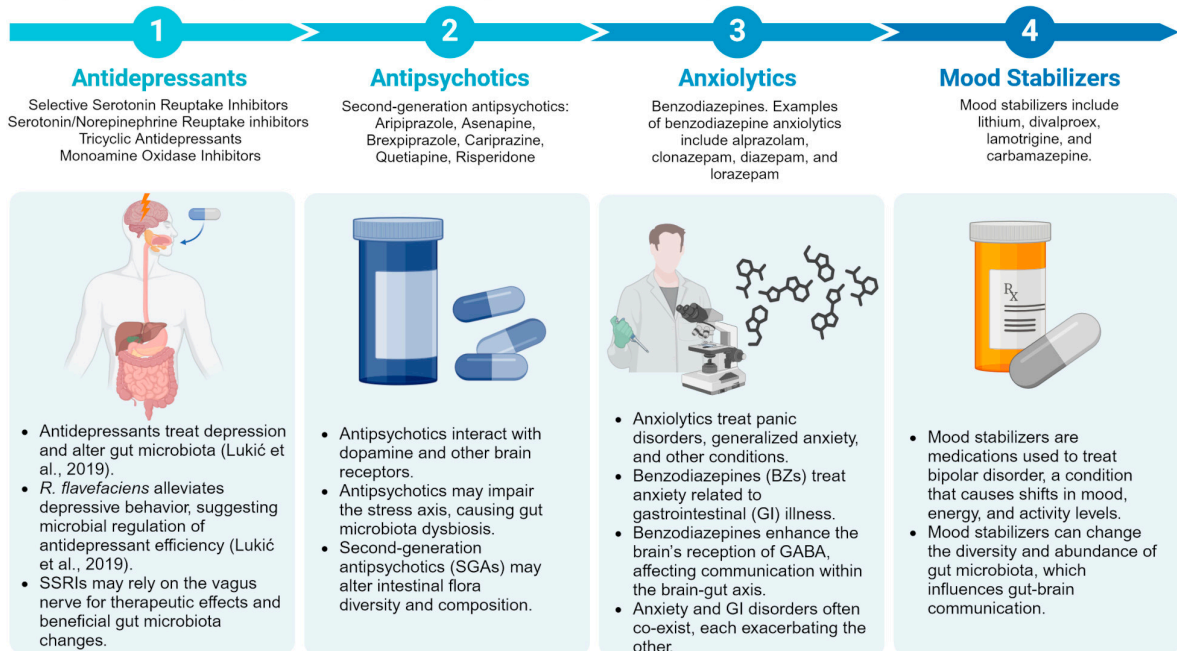 1
2
3
4
Antidepressants
Selective Serotonin Reuptake Inhibitors
Serotonin/Norepinephrine Reuptake inhibitors
Tricyclic Antidepressants
Monoamine Oxidase Inhibitors
Antipsychotics
Second-generation antipsychotics:
Aripiprazole, Asenapine,
Brexpiprazole, Cariprazine,
Quetiapine, Risperidone
Anxiolytics
Benzodiazepines. Examples
of benzodiazepine anxiolytics
include alprazolam,
clonazepam, diazepam, and
lorazepam
Mood Stabilizers
Mood stabilizers include
lithium, divalproex,
lamotrigine, and
carbamazepine.
• Antidepressants treat depression
and alter gut microbiota (Lukić et
al., 2019).
• R. flavefaciens alleviates
depressive behavior, suggesting
microbial regulation of
antidepressant efficiency (Lukić
et al., 2019).
• SSRIs may rely on the vagus
nerve for therapeutic effects and
beneficial gut microbiota
changes.
• Antipsychotics interact with
dopamine and other brain
receptors.
• Antipsychotics may impair
the stress axis, causing gut
microbiota dysbiosis.
• Second-generation
antipsychotics (SGAs) may
alter intestinal flora
diversity and composition.
• Anxiolytics treat panic
disorders, generalized anxiety,
and other conditions.
• Benzodiazepines (BZs) treat
anxiety related to
gastrointestinal (GI) illness.
• Benzodiazepines enhance the
brain's reception of GABA,
affecting communication within
the brain-gut axis.
• Anxiety and GI disorders often
co-exist, each exacerbating the
other.
Rx
• Mood stabilizers are
medications used to treat
bipolar disorder, a condition
that causes shifts in mood,
energy, and activity levels.
• Mood stabilizers can change
the diversity and abundance of
gut microbiota, which
influences gut-brain
communication.